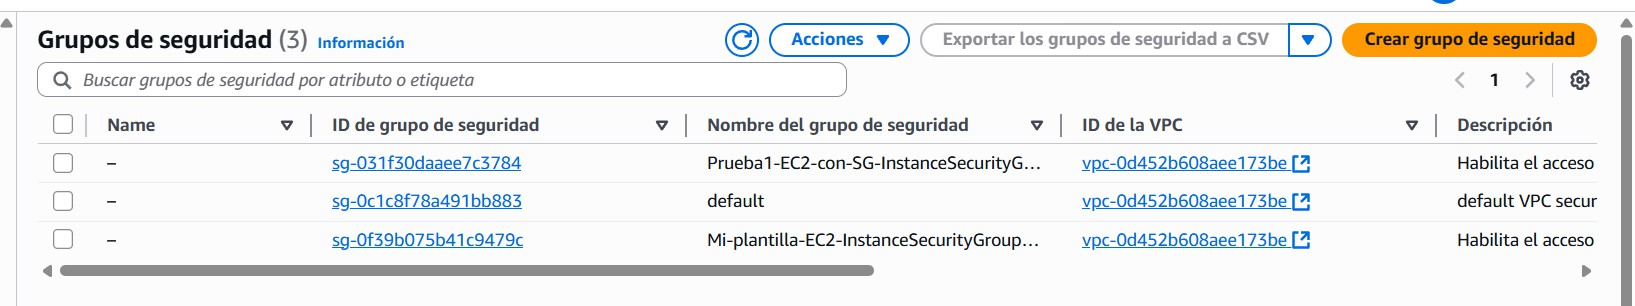 Grupos de seguridad (3) Información Acciones Exportar los grupos de seguridad a CSV Crear grupo de seguridad
Buscar grupos de seguridad por atributo o etiqueta 1
Name ID de grupo de seguridad Nombre del grupo de seguridad ID de la VPC Descripción
– sg-031f30daaee7c3784 Prueba1-EC2-con-SG-InstanceSecurityG... vpc-0d452b608aee173be Habilita el acceso
– sg-0c1c8f78a491bb883 default vpc-0d452b608aee173be default VPC secur
– sg-0f39b075b41c9479c Mi-plantilla-EC2-InstanceSecurityGroup... vpc-0d452b608aee173be Habilita el acceso